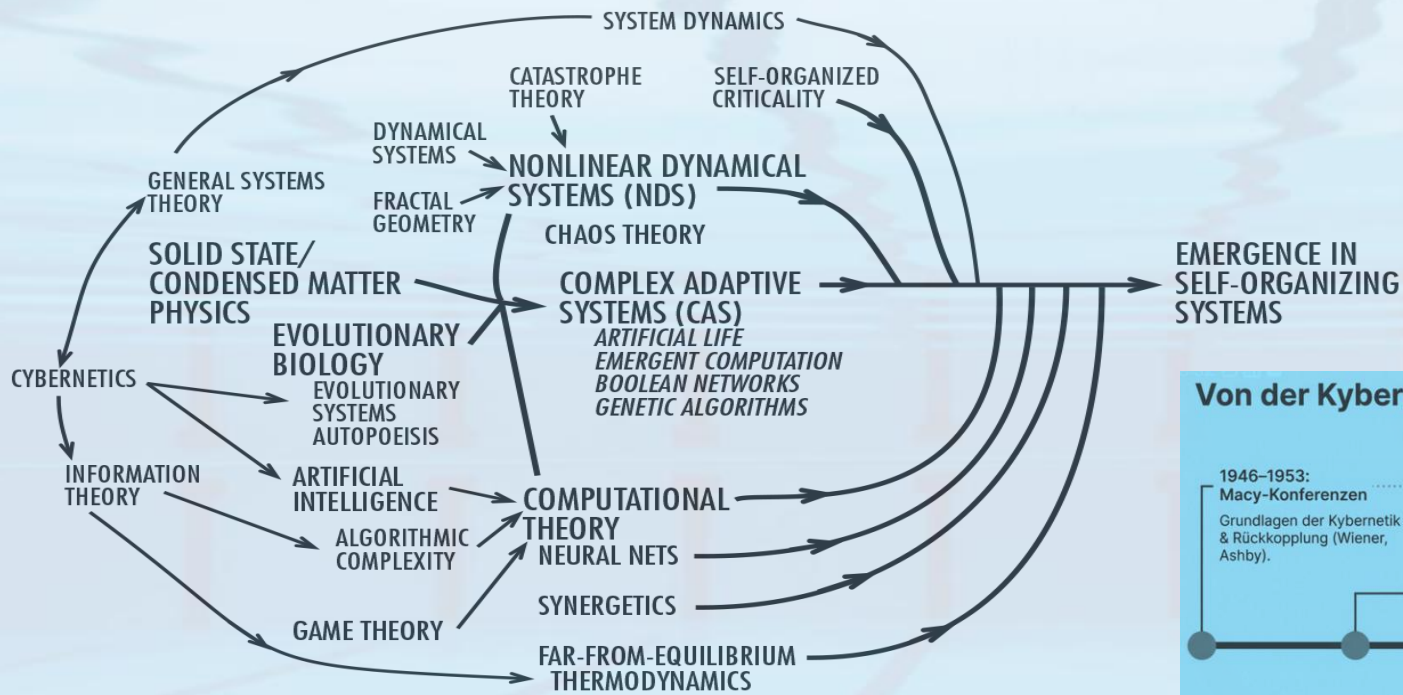 SYSTEM DYNAMICS
CATASTROPHE
THEORY
SELF-ORGANIZED
CRITICALITY
DYNAMICAL
SYSTEMS
NONLINEAR DYNAMICAL
SYSTEMS (NDS)
GENERAL SYSTEMS
THEORY
FRACTAL
GEOMETRY
CHAOS THEORY
SOLID STATE/
CONDENSED MATTER
PHYSICS
COMPLEX ADAPTIVE
SYSTEMS (CAS)
ARTIFICIAL LIFE
EMERGENT COMPUTATION
BOOLEAN NETWORKS
GENETIC ALGORITHMS
EMERGENCE IN
SELF-ORGANIZING
SYSTEMS
EVOLUTIONARY
BIOLOGY
EVOLUTIONARY
SYSTEMS
AUTOPOEISIS
CYBERNETICS
INFORMATION
THEORY
ARTIFICIAL
INTELLIGENCE
ALGORITHMIC
COMPLEXITY
COMPUTATIONAL
THEORY
NEURAL NETS
SYNERGETICS
GAME THEORY
FAR-FROM-EQUILIBRIUM
THERMODYNAMICS
Von der Kyber
1946–1953:
Macy-Konferenzen
Grundlagen der Kybernetik
& Rückkopplung (Wiener,
Ashby).